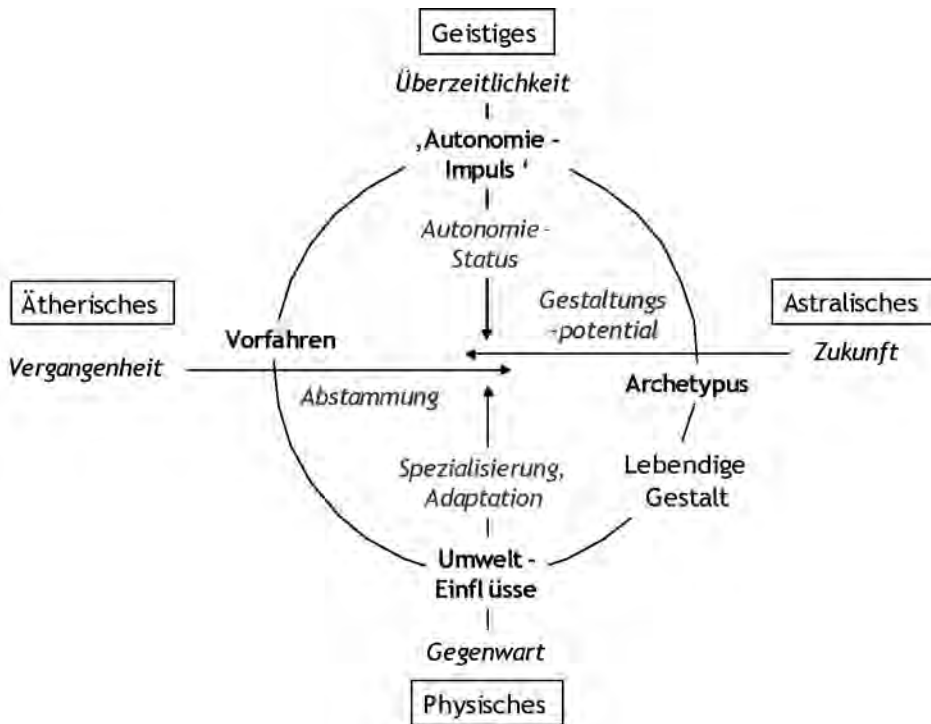 Geistiges
Überzeitlichkeit
‚Autonomie -
Impuls ‘
Autonomie -
Status
Ätherisches
Gestaltungs
-potential
Astralisches
Vorfahren
Vergangenheit
Zukunft
Abstammung
Archetypus
Spezialisierung,
Adaptation
Lebendige
Gestalt
Umwelt -
Einfl üsse
Gegenwart
Physisches